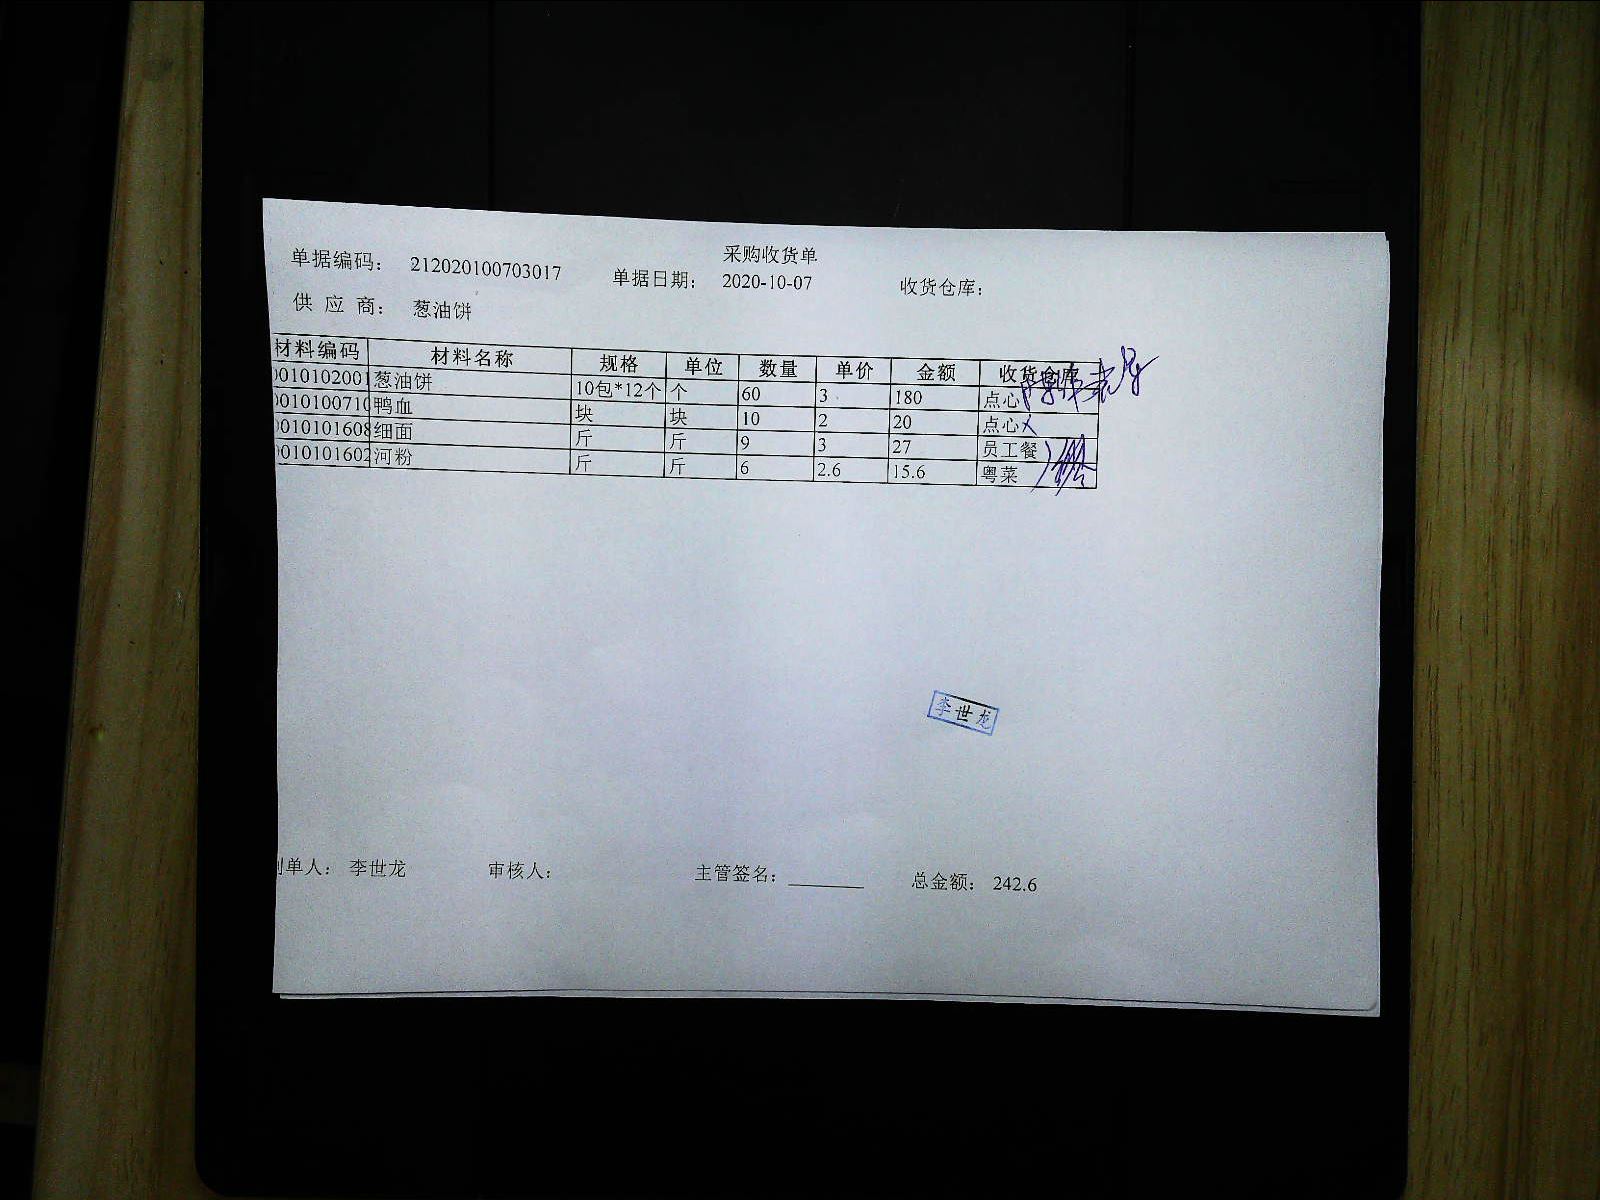 采购收货单
单据编码： 212020100703017 单据日期： 2020-10-07 收货仓库：
供 应 商： 葱油饼
材料编码 材料名称 规格 单位 数量 单价 金额 收货仓库
0010102001 葱油饼 10包*12个 个 60 3 180 点心
0010100710 鸭血 块 块 10 2 20 点心
0010101608 细面 斤 斤 9 3 27 员工餐
0010101602 河粉 斤 斤 6 2.6 15.6 粤菜
李世龙
制单人： 李世龙 审核人： 主管签名： 总金额： 242.6